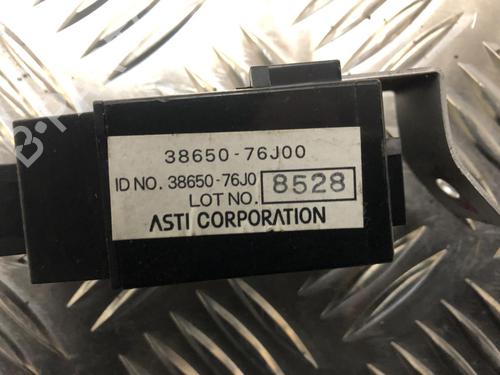 38650-76J00
ID NO. 38650-76J0
LOT NO. 8528
ASTI CORPORATION